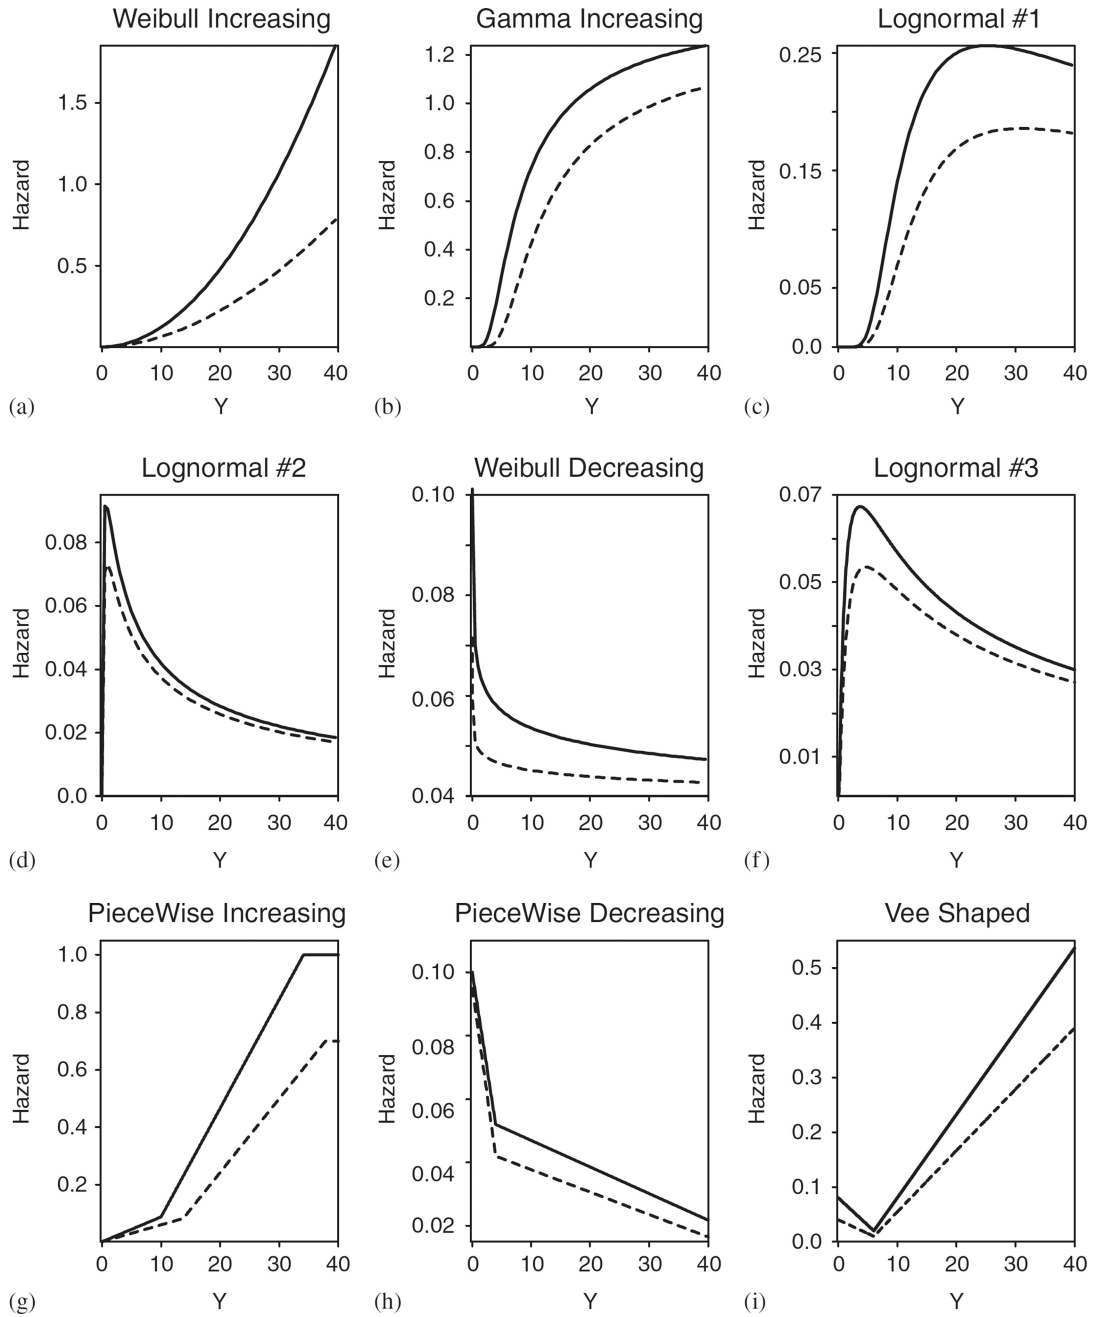 Weibull Increasing
Gamma Increasing
Lognormal #1
Hazard
1.5
1.0
0.5
0 10 20 30 40
(a)
Y
Hazard
1.2
1.0
0.8
0.6
0.4
0.2
0 10 20 30 40
(b)
Y
Hazard
0.25
0.15
0.05
0.0
0 10 20 30 40
(c)
Y
Lognormal #2
Weibull Decreasing
Lognormal #3
Hazard
0.08
0.06
0.04
0.02
0.0
0 10 20 30 40
(d)
Y
Hazard
0.10
0.08
0.06
0.04
0 10 20 30 40
(e)
Y
Hazard
0.07
0.05
0.03
0.01
0 10 20 30 40
(f)
Y
PieceWise Increasing
PieceWise Decreasing
Vee Shaped
Hazard
1.0
0.8
0.6
0.4
0.2
0 10 20 30 40
(g)
Y
Hazard
0.10
0.08
0.06
0.04
0.02
0 10 20 30 40
(h)
Y
Hazard
0.5
0.4
0.3
0.2
0.1
0.0
0 10 20 30 40
(i)
Y